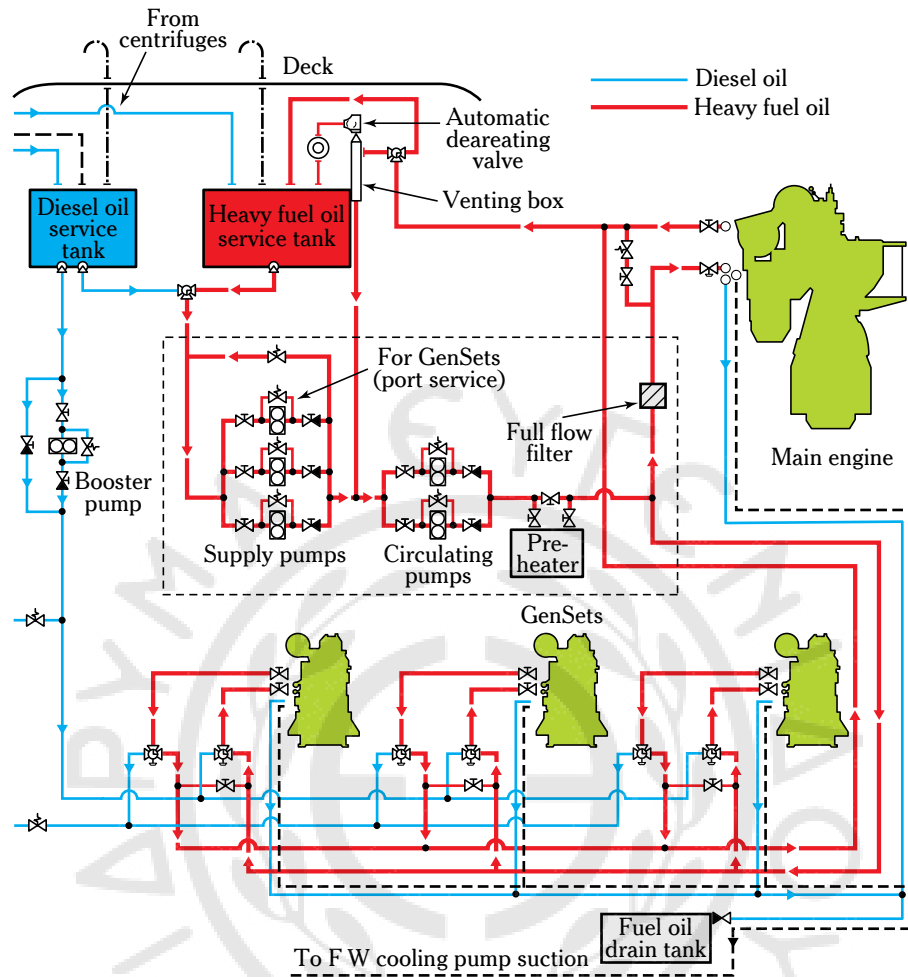 From
centrifuges
Deck
Diesel oil
Heavy fuel oil
Automatic
deareating
valve
Venting box
Diesel oil
service
tank
Heavy fuel oil
service tank
For GenSets
(port service)
Full flow
filter
Main engine
Booster
pump
Supply pumps
Circulating
pumps
Pre-
heater
GenSets
Fuel oil
drain tank
To F W cooling pump suction